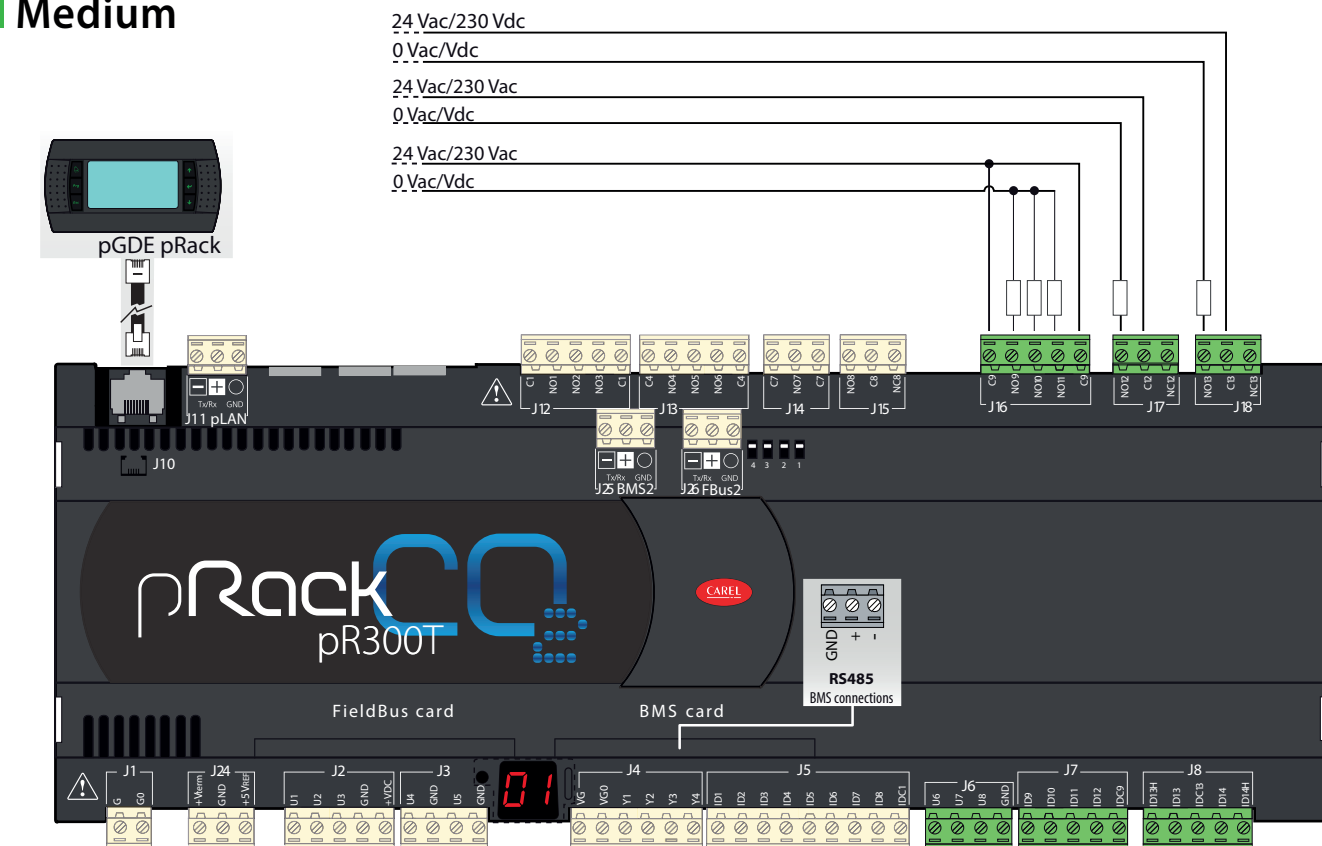 Medium
24 Vac/230 Vdc
0 Vac/Vdc
24 Vac/230 Vac
0 Vac/Vdc
24 Vac/230 Vac
0 Vac/Vdc
pGDE pRack
C1 NO1 NO2 NO3 C1
J12
C4 NO4 NO5 NO6 C4
J13
C7 NO7 C7
J14
NO8 C8 NC8
J15
C9 NO9 NO10 NO11 C9
J16
NO12 C12 NC12
J17
NO13 C13 NC13
J18
- +
Tx/Rx GND
J11 pLAN
J10
- +
Tx/Rx GND
J25 BMS2
- +
Tx/Rx GND
J26 FBus2
4 3 2 1
pRack CO2
pR300T
CAREL
GND + -
RS485
BMS connections
FieldBus card
BMS card
01
J1
G G0
J24
+Vterm GND +5 VREF
J2
U1 U2 U3 GND +VDC
J3
U4 GND U5 GND
J4
VG VG0 Y1 Y2 Y3 Y4
J5
ID1 ID2 ID3 ID4 ID5 ID6 ID7 ID8 IDC1
J6
U6 U7 U8 GND
J7
ID9 ID10 ID11 ID12 IDC9
J8
ID13H ID13 IDC13 ID14 ID14H